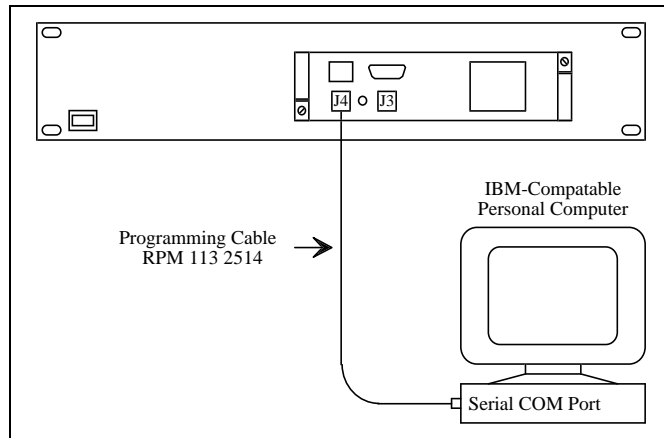 J4
J3
IBM-Compatable
Personal Computer
Programming Cable
RPM 113 2514
Serial COM Port